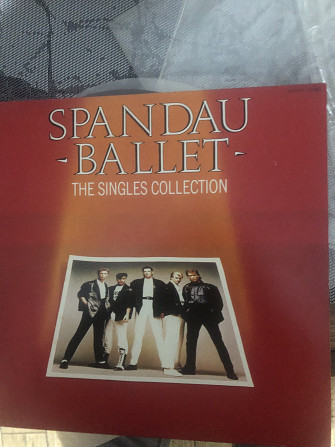 SPANDAU
- BALLET -
THE SINGLES COLLECTION